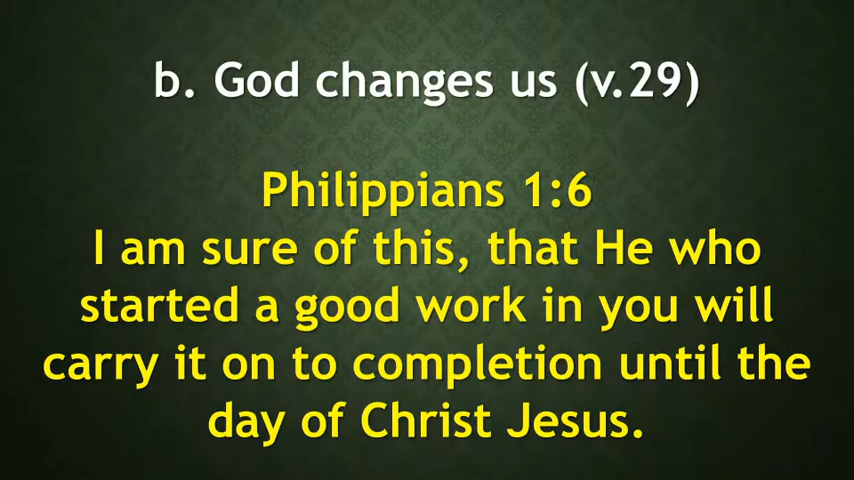 b. God changes us (v.29)
Philippians 1:6
I am sure of this, that He who
started a good work in you will
carry it on to completion until the
day of Christ Jesus.